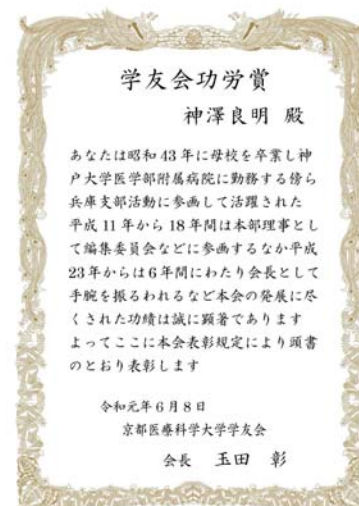 学友会功労賞
神澤良明 殿
あなたは昭和43年に母校を卒業し神
戸大学医学部附属病院に勤務する傍ら
兵庫支部活動に参画して活躍された
平成11年から18年間は本部理事とし
て編集委員会などに参画するなか平成
23年からは6年間にわたり会長として
手腕を振るわれるなど本会の発展に尽
くされた功績は誠に顕著であります
よってここに本会表彰規定により頭書
のとおり表彰します
令和元年6月8日
京都医療科学大学学友会
会長 玉田 彰